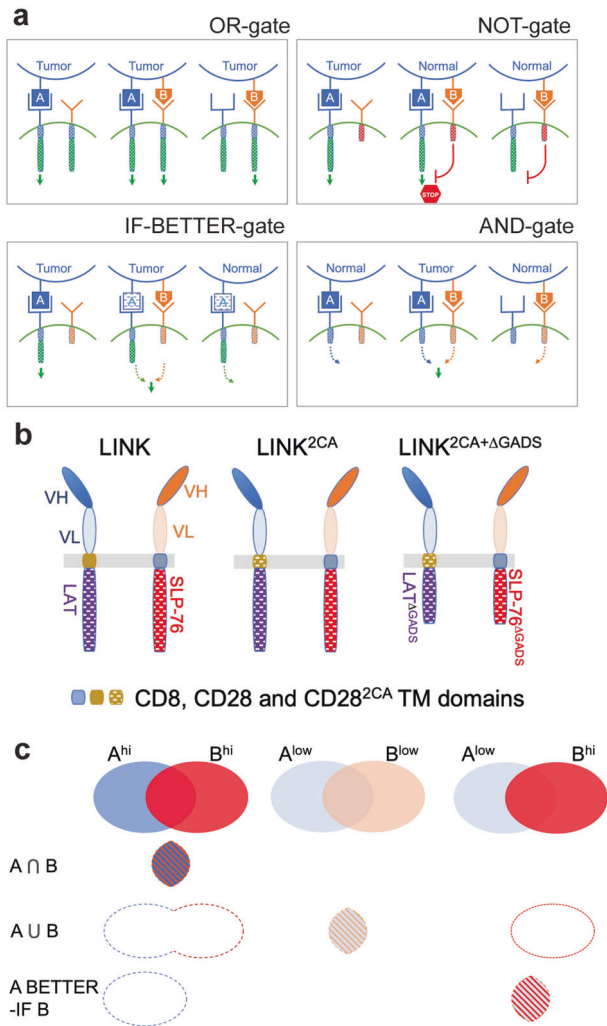 a
OR-gate
NOT-gate
Tumor Tumor Tumor
A A B B
Tumor Normal Normal
A A B B
STOP
IF-BETTER-gate
AND-gate
Tumor Tumor Normal
A A B A
Normal Tumor Normal
A A B B
b
LINK LINK2CA LINK2CA+ΔGADS
VH VH
VL VL
LAT SLP-76 LATΔGADS SLP-76ΔGADS
CD8, CD28 and CD282CA TM domains
c
Ahi Bhi Alow Blow Alow Bhi
A ∩ B
A ∪ B
A BETTER
-IF B